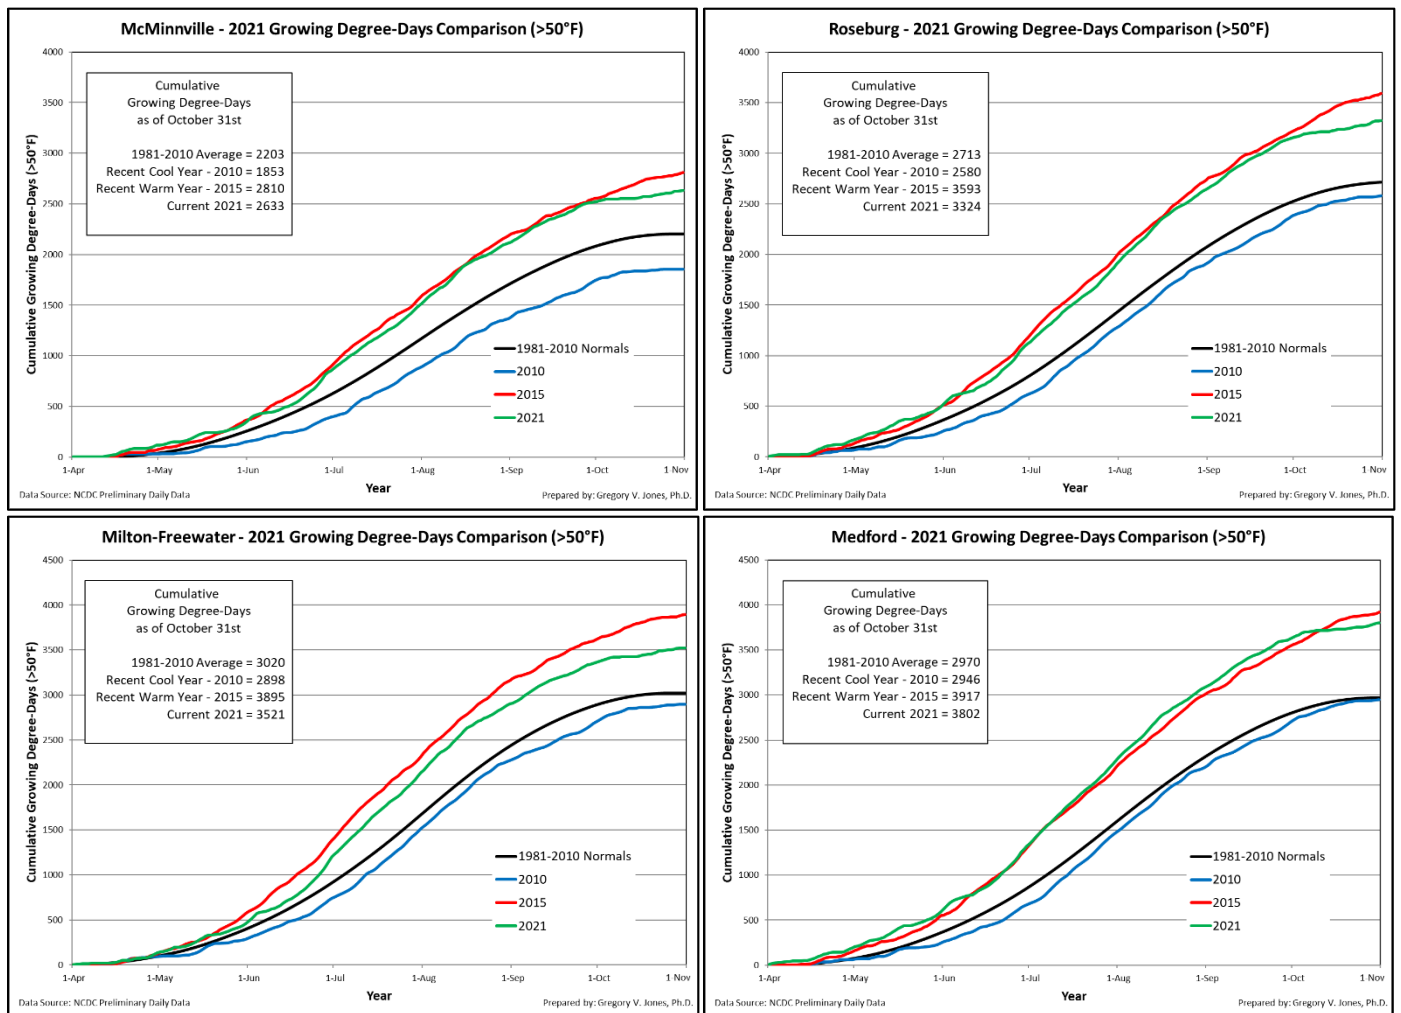 McMinnville - 2021 Growing Degree-Days Comparison (>50°F)
Cumulative Growing Degree-Days (>50°F)
4000
3500
3000
2500
2000
1500
1000
500
0
Cumulative
Growing Degree-Days
as of October 31st
1981-2010 Average = 2203
Recent Cool Year - 2010 = 1853
Recent Warm Year - 2015 = 2810
Current 2021 = 2633
1981-2010 Normals
2010
2015
2021
1-Apr 1-May 1-Jun 1-Jul 1-Aug 1-Sep 1-Oct 1 Nov
Year
Data Source: NCDC Preliminary Daily Data
Prepared by: Gregory V. Jones, Ph.D.
Roseburg - 2021 Growing Degree-Days Comparison (>50°F)
Cumulative Growing Degree-Days (>50°F)
4000
3500
3000
2500
2000
1500
1000
500
0
Cumulative
Growing Degree-Days
as of October 31st
1981-2010 Average = 2713
Recent Cool Year - 2010 = 2580
Recent Warm Year - 2015 = 3593
Current 2021 = 3324
1981-2010 Normals
2010
2015
2021
1-Apr 1-May 1-Jun 1-Jul 1-Aug 1-Sep 1-Oct 1 Nov
Year
Data Source: NCDC Preliminary Daily Data
Prepared by: Gregory V. Jones, Ph.D.
Milton-Freewater - 2021 Growing Degree-Days Comparison (>50°F)
Cumulative Growing Degree-Days (>50°F)
4500
4000
3500
3000
2500
2000
1500
1000
500
0
Cumulative
Growing Degree-Days
as of October 31st
1981-2010 Average = 3020
Recent Cool Year - 2010 = 2898
Recent Warm Year - 2015 = 3895
Current 2021 = 3521
1981-2010 Normals
2010
2015
2021
1-Apr 1-May 1-Jun 1-Jul 1-Aug 1-Sep 1-Oct 1-Nov
Year
Data Source: NCDC Preliminary Daily Data
Prepared by: Gregory V. Jones, Ph.D.
Medford - 2021 Growing Degree-Days Comparison (>50°F)
Cumulative Growing Degree-Days (>50°F)
4500
4000
3500
3000
2500
2000
1500
1000
500
0
Cumulative
Growing Degree-Days
as of October 31st
1981-2010 Average = 2970
Recent Cool Year - 2010 = 2946
Recent Warm Year - 2015 = 3917
Current 2021 = 3802
1981-2010 Normals
2010
2015
2021
1-Apr 1-May 1-Jun 1-Jul 1-Aug 1-Sep 1-Oct 1 Nov
Year
Data Source: NCDC Preliminary Daily Data
Prepared by: Gregory V. Jones, Ph.D.